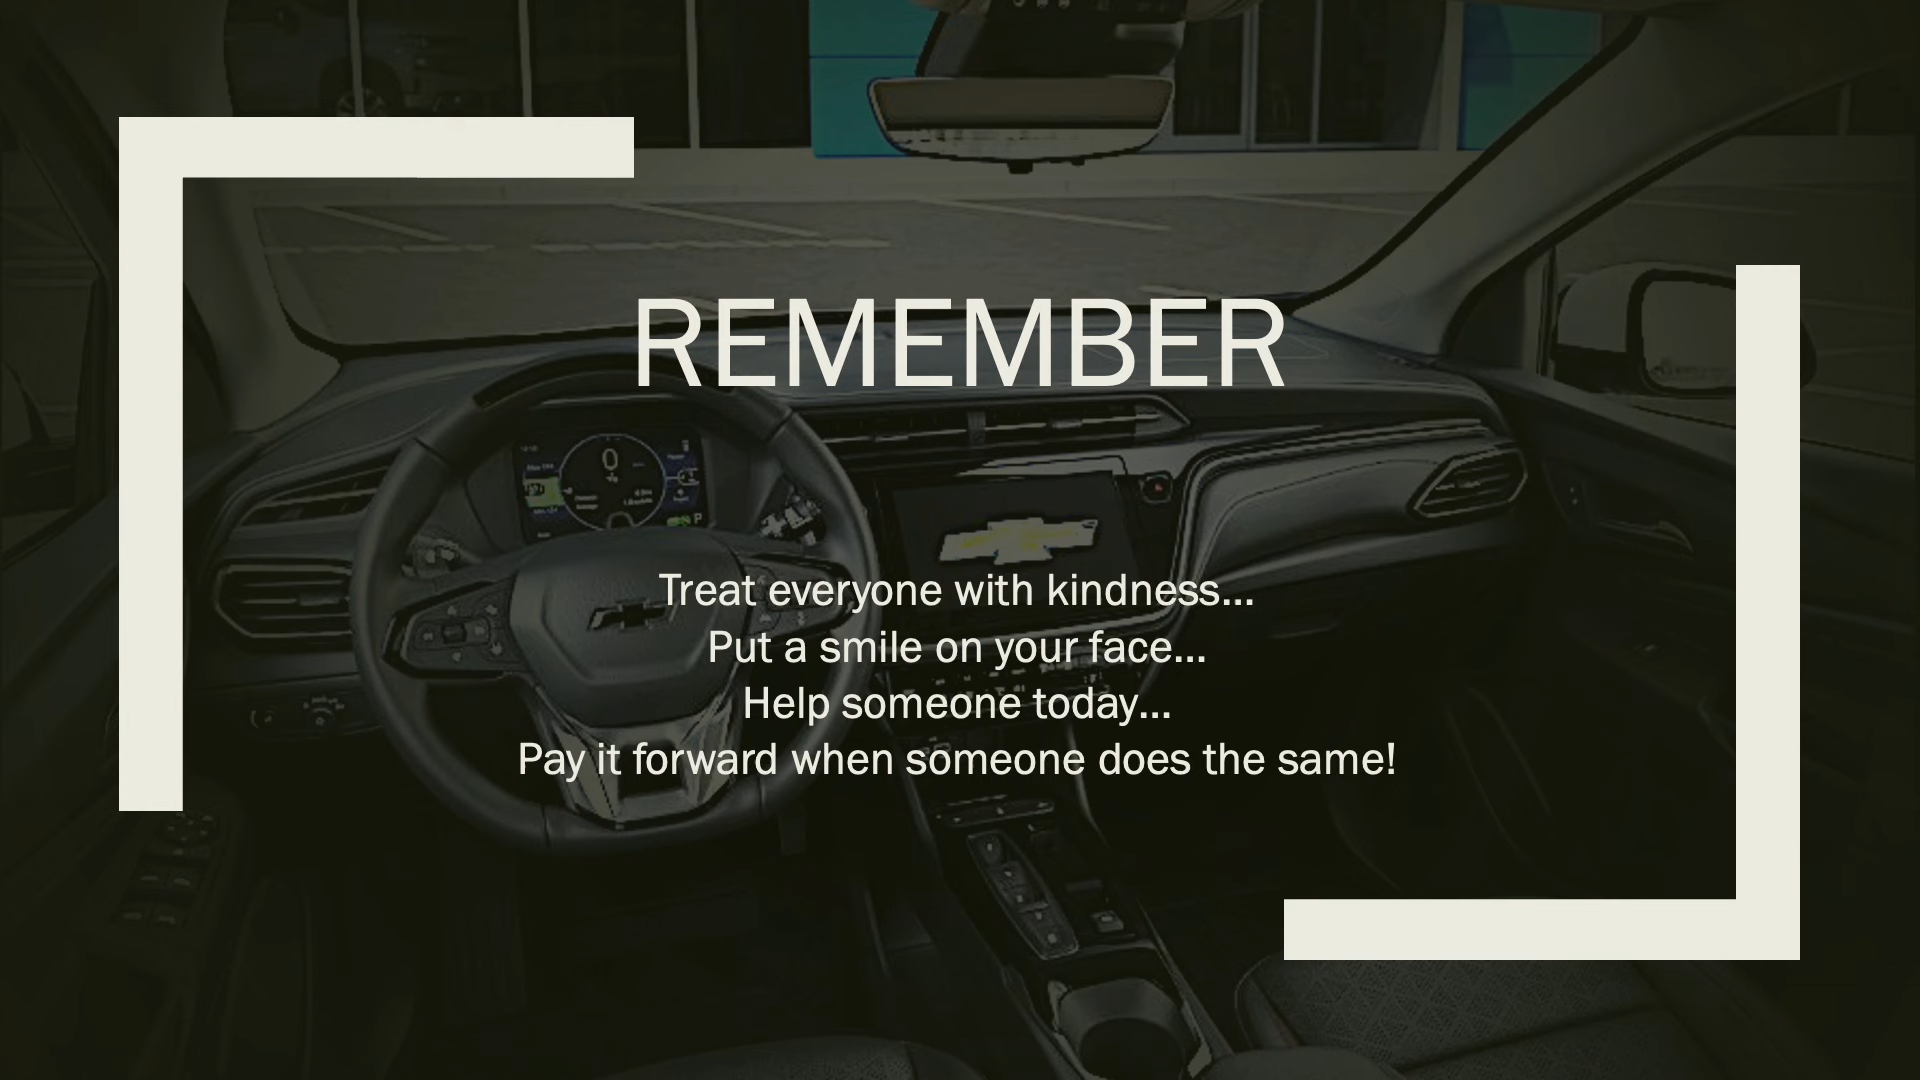 REMEMBER
Treat everyone with kindness...
Put a smile on your face...
Help someone today...
Pay it forward when someone does the same!
0
P